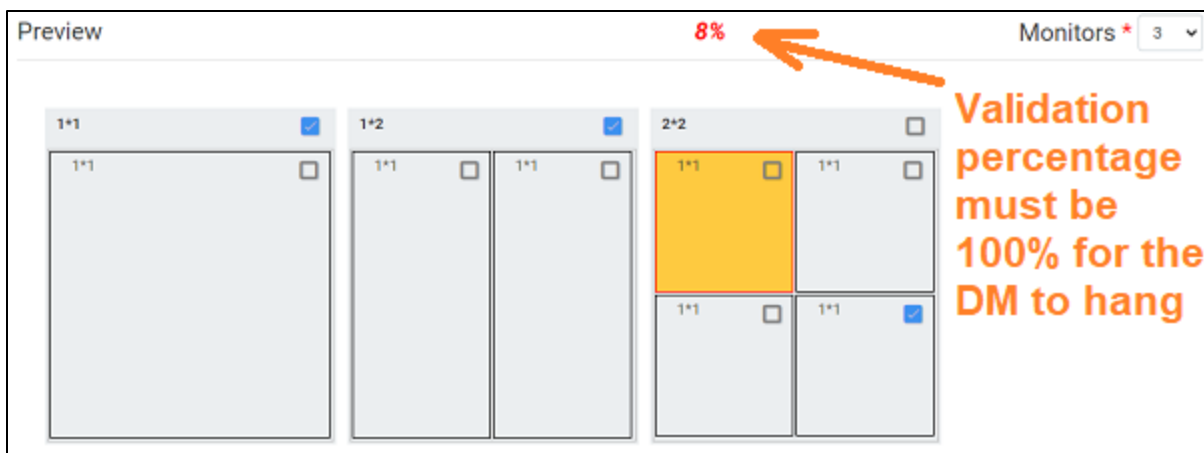 Preview 8% Monitors * 3
Validation
percentage
must be
100% for the
DM to hang
1*1 1*2 2*2
1*1 1*1 1*1 1*1 1*1
1*1 1*1